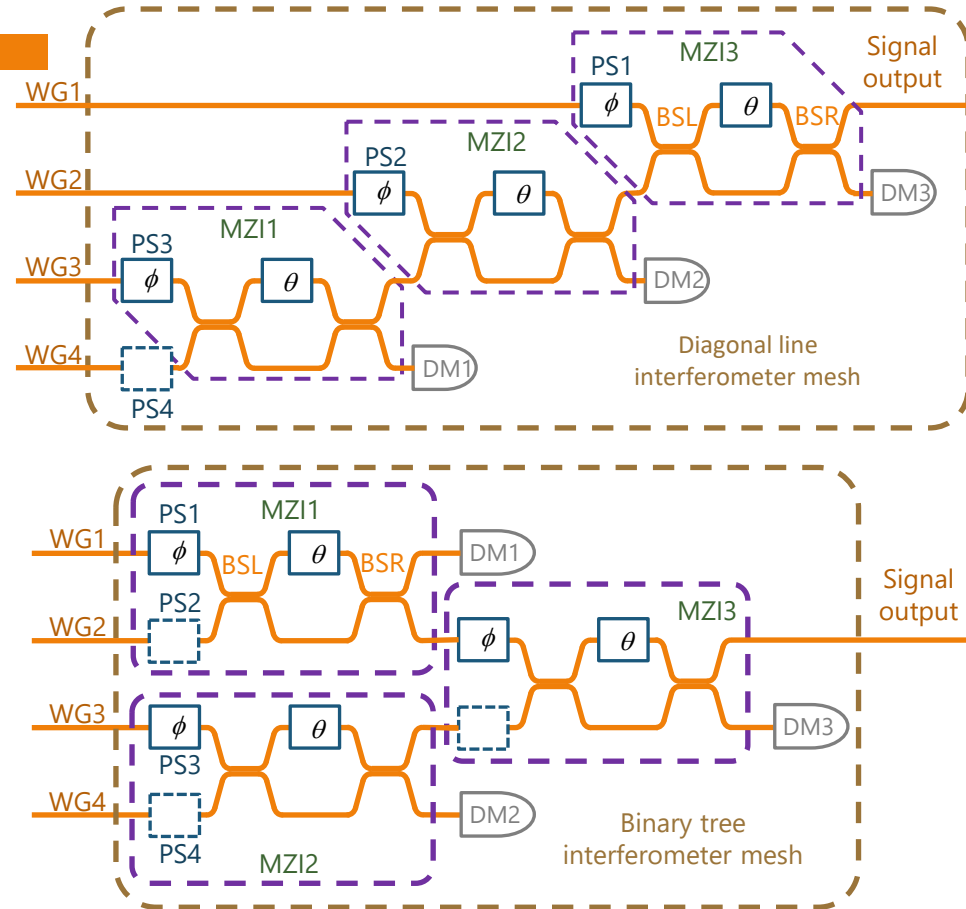 Signal
output
PS1
MZI3
WG1
ϕ
BSL
θ
BSR
PS2
MZI2
WG2
ϕ
θ
DM3
PS3
MZI1
WG3
ϕ
θ
DM2
WG4
PS4
DM1
Diagonal line
interferometer mesh
PS1
MZI1
WG1
ϕ
BSL
θ
BSR
DM1
PS2
WG2
MZI3
ϕ
θ
Signal
output
WG3
ϕ
PS3
θ
DM3
WG4
PS4
MZI2
DM2
Binary tree
interferometer mesh